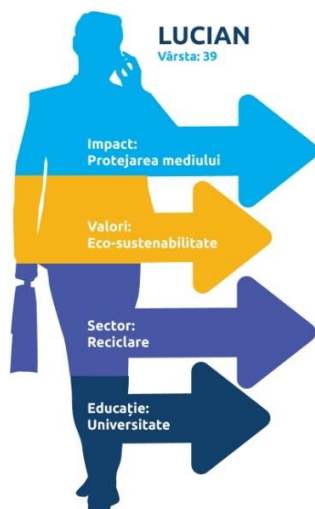 LUCIAN
Vârsta: 39
Impact:
Protejarea mediului
Valori:
Eco-sustenabilitate
Sector:
Reciclare
Educație:
Universitate